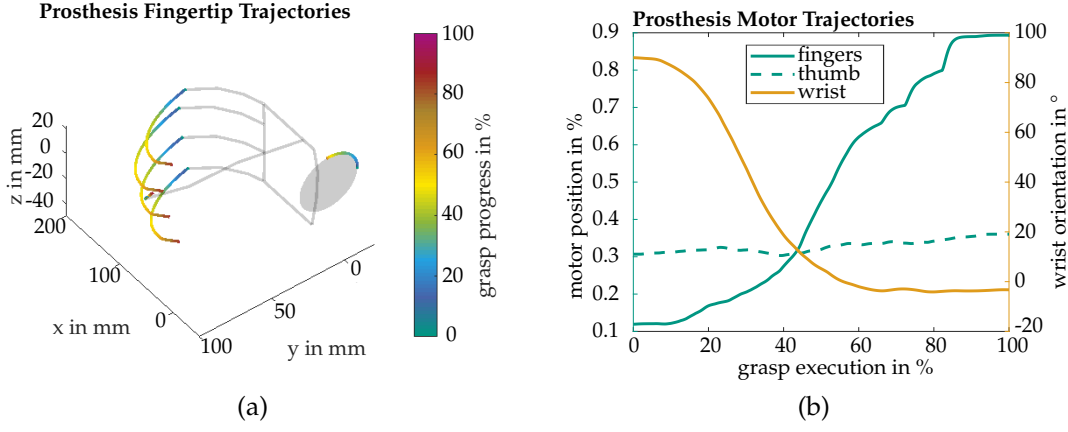 Prosthesis Fingertip Trajectories
20
0
-20
-40
z in mm
200
100
0
x in mm
100
50
0
y in mm
100
80
60
40
20
0
grasp progress in %
(a)
Prosthesis Motor Trajectories
fingers
thumb
wrist
0.9
0.8
0.7
0.6
0.5
0.4
0.3
0.2
0.1
motor position in %
0
20
40
60
80
100
grasp execution in %
100
80
60
40
20
0
-20
wrist orientation in °
(b)